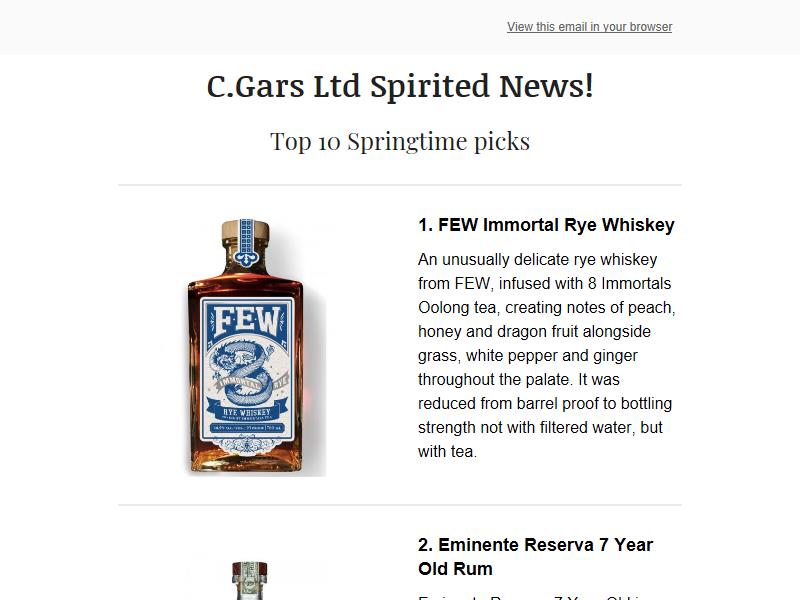 View this email in your browser
C.Gars Ltd Spirited News!
Top 10 Springtime picks
1. FEW Immortal Rye Whiskey
An unusually delicate rye whiskey
from FEW, infused with 8 Immortals
Oolong tea, creating notes of peach,
honey and dragon fruit alongside
grass, white pepper and ginger
throughout the palate. It was
reduced from barrel proof to bottling
strength not with filtered water, but
with tea.
FEW
IMMORTAL RYE
RYE WHISKEY
2. Eminente Reserva 7 Year
Old Rum